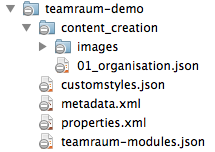 teamraum-demo
content_creation
images
01_organisation.json
customstyles.json
metadata.xml
properties.xml
teamraum-modules.json